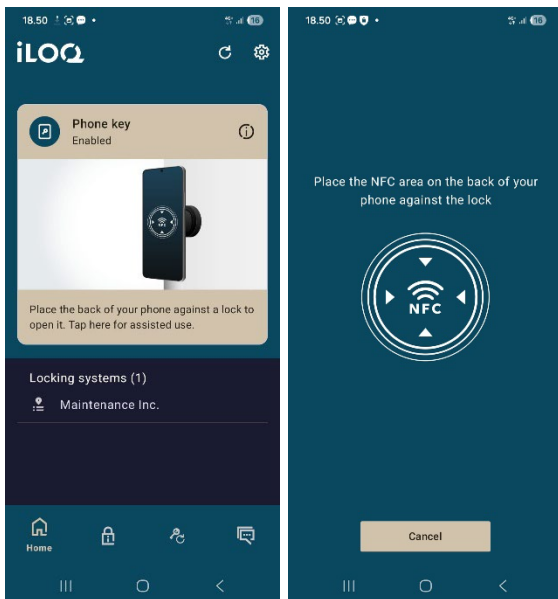 18.50
16
iLOQ
Phone key
Enabled
NFC
Place the back of your phone against a lock to
open it. Tap here for assisted use.
Locking systems (1)
Maintenance Inc.
Home
18.50
16
Place the NFC area on the back of your
phone against the lock
NFC
Cancel